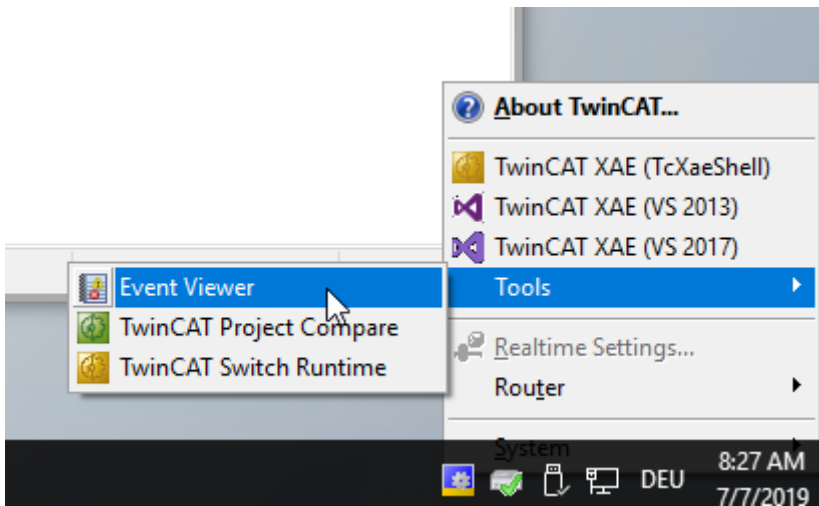 About TwinCAT...
TwinCAT XAE (TcXaeShell)
TwinCAT XAE (VS 2013)
TwinCAT XAE (VS 2017)
Tools
Event Viewer
TwinCAT Project Compare
TwinCAT Switch Runtime
Realtime Settings...
Router
System
DEU
8:27 AM
7/7/2019